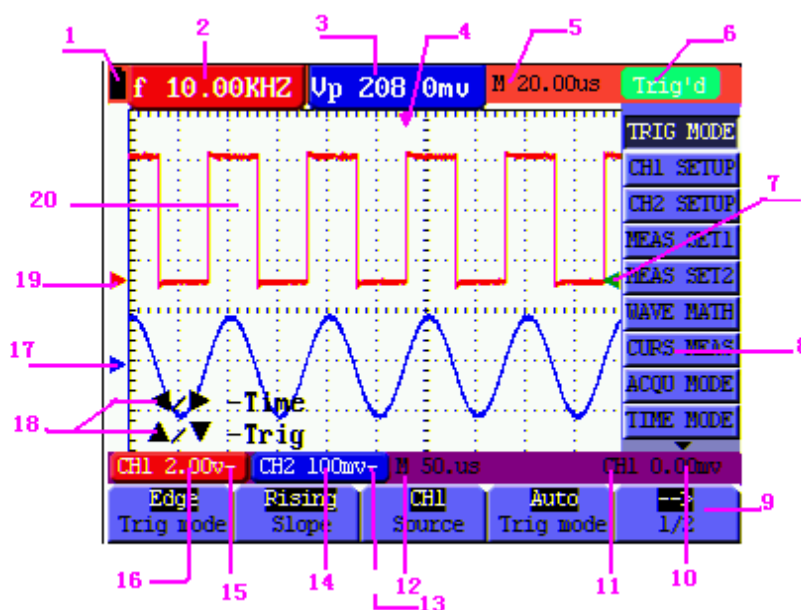 1 2 3 4 5 6
f 10.00KHZ Vp 208 0mv M 20.00us Trig'd
TRIG MODE
CH1 SETUP
7
20
CH2 SETUP
MEAS SET1
19
MEAS SET2
WAVE MATH
17
CURS MEAS
8
ACQU MODE
18
-Time
TIME MODE
-Trig
CH1 2.00v- CH2 100mv- M 50.us CH1 0.00mv
Edge Rising CH1 Auto -->
9
Trig mode Slope Source Trig mode 1/2
16 15 14 13 12 11 10